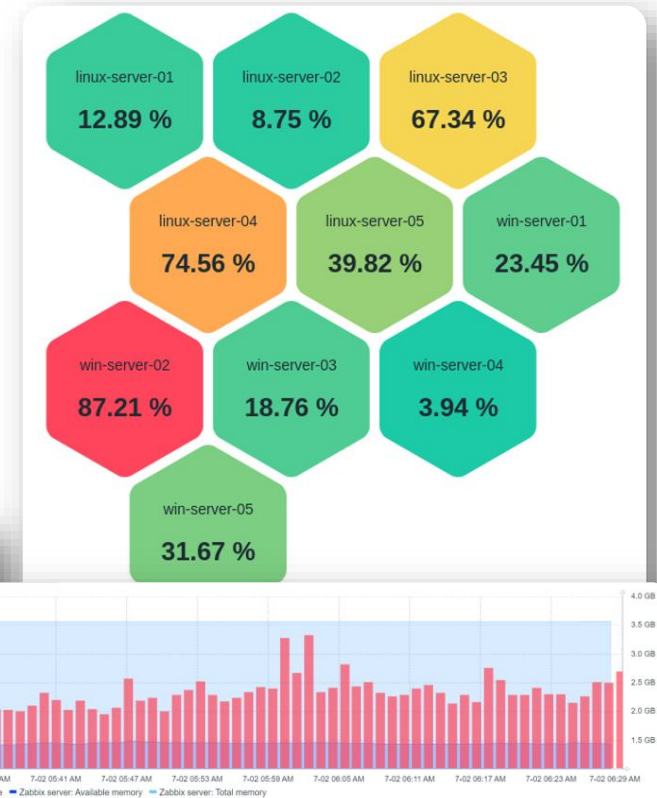 linux-server-01
12.89 %
linux-server-02
8.75 %
linux-server-03
67.34 %
linux-server-04
74.56 %
linux-server-05
39.82 %
win-01
23.45 %
win-server-02
87.21 %
win-server-03
18.76 %
win-server-04
3.94 %
win-server-05
31.67 %
4.0 GB
3.5 GB
3.0 GB
2.5 GB
2.0 GB
1.5 GB
AM 7-02 05:41 AM 7-02 05:47 AM 7-02 05:53 AM 7-02 05:59 AM 7-02 06:05 AM 7-02 06:11 AM 7-02 06:17 AM 7-02 06:23 AM 7-02 06:29 AM
Zabbix server: Available memory Zabbix server: Total memory